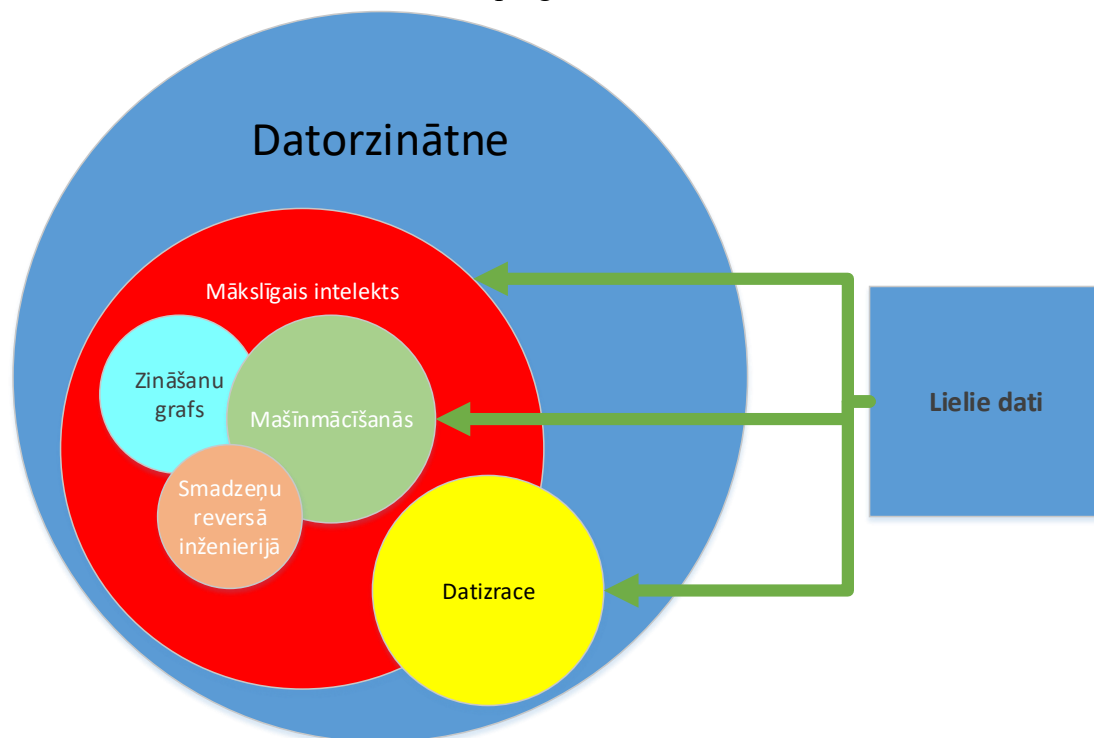 Datorzinātne
Mākslīgais intelekts
Zināšanu
grafs
Mašīnmācīšanās
Lielie dati
Smadzeņu
reversā
inženierijā
Datizrace